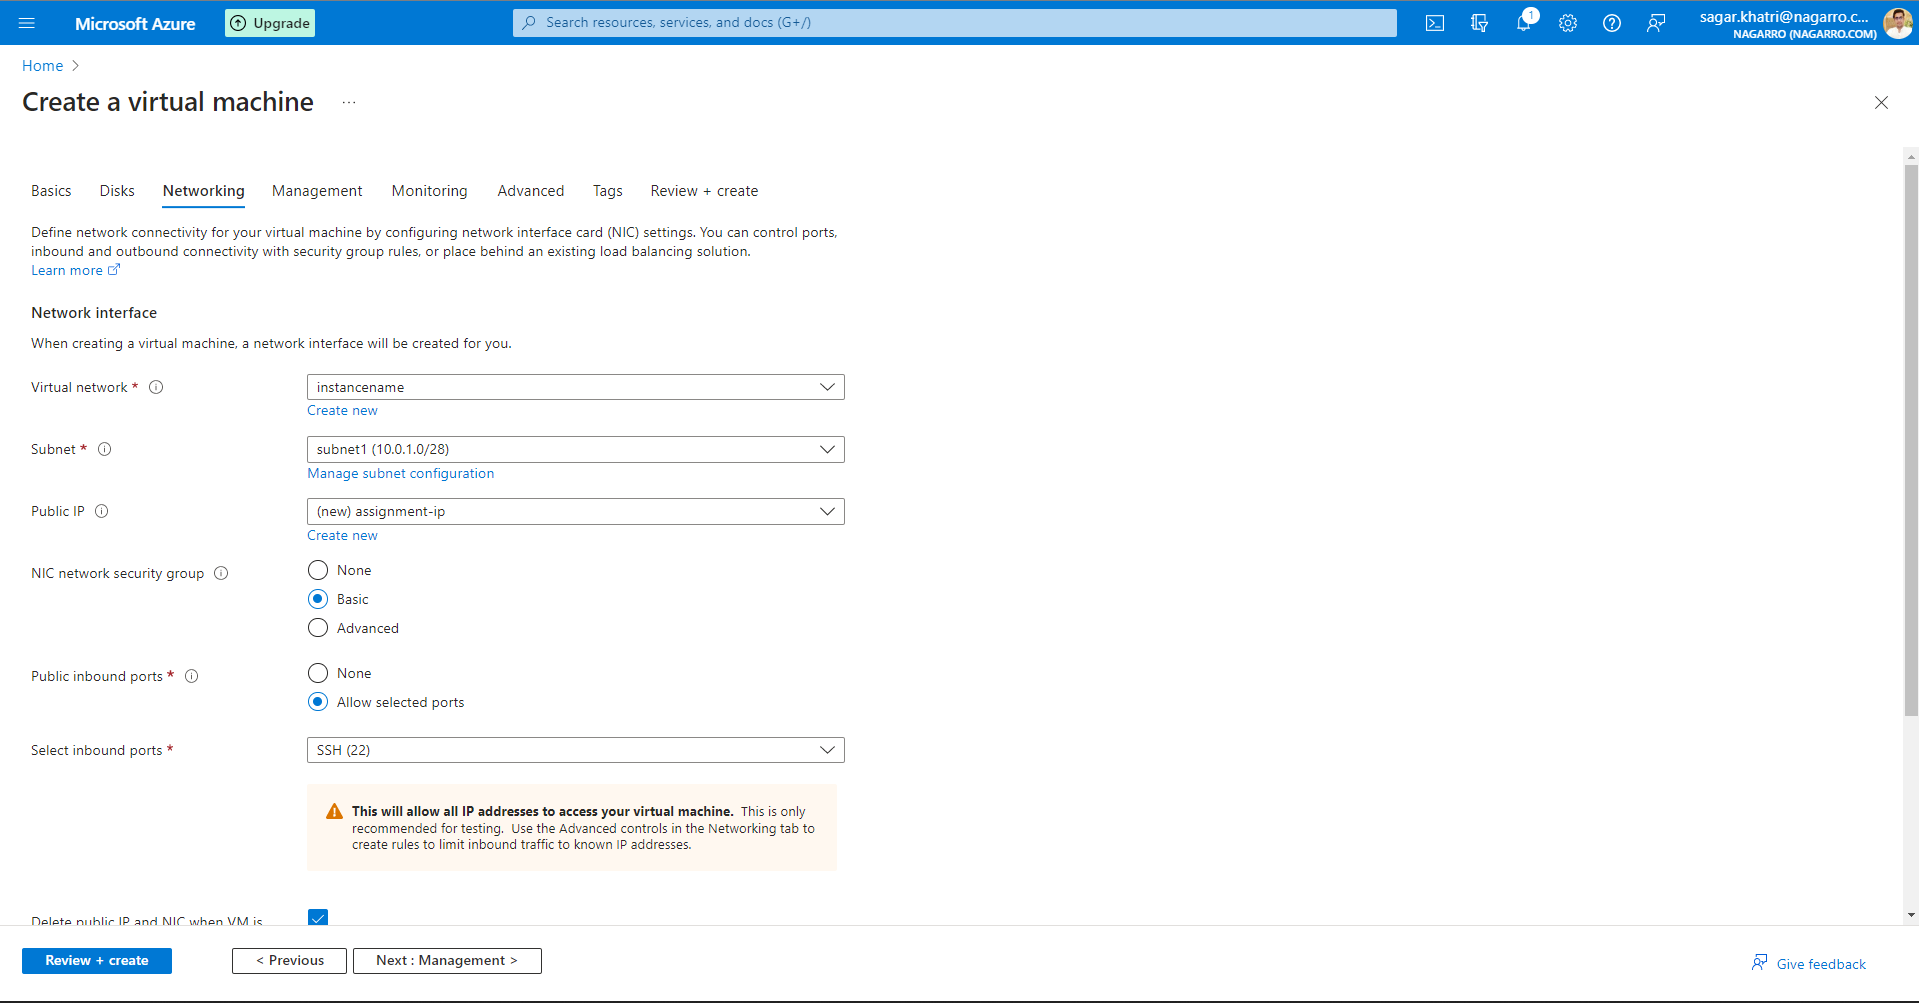 Microsoft Azure
Upgrade
Search resources, services, and docs (G+/)
1
sagar.khatri@nagarro.c...
NAGARRO (NAGARRO.COM)
Home >
Create a virtual machine ...
Basics Disks Networking Management Monitoring Advanced Tags Review + create
Define network connectivity for your virtual machine by configuring network interface card (NIC) settings. You can control ports,
inbound and outbound connectivity with security group rules, or place behind an existing load balancing solution.
Learn more
Network interface
When creating a virtual machine, a network interface will be created for you.
Virtual network *
instancename
Create new
Subnet *
subnet1 (10.0.1.0/28)
Manage subnet configuration
Public IP
(new) assignment-ip
Create new
NIC network security group
None
Basic
Advanced
Public inbound ports *
None
Allow selected ports
Select inbound ports *
SSH (22)
This will allow all IP addresses to access your virtual machine. This is only
recommended for testing. Use the Advanced controls in the Networking tab to
create rules to limit inbound traffic to known IP addresses.
Delete public IP and NIC when VM is
Review + create
< Previous
Next : Management >
Give feedback